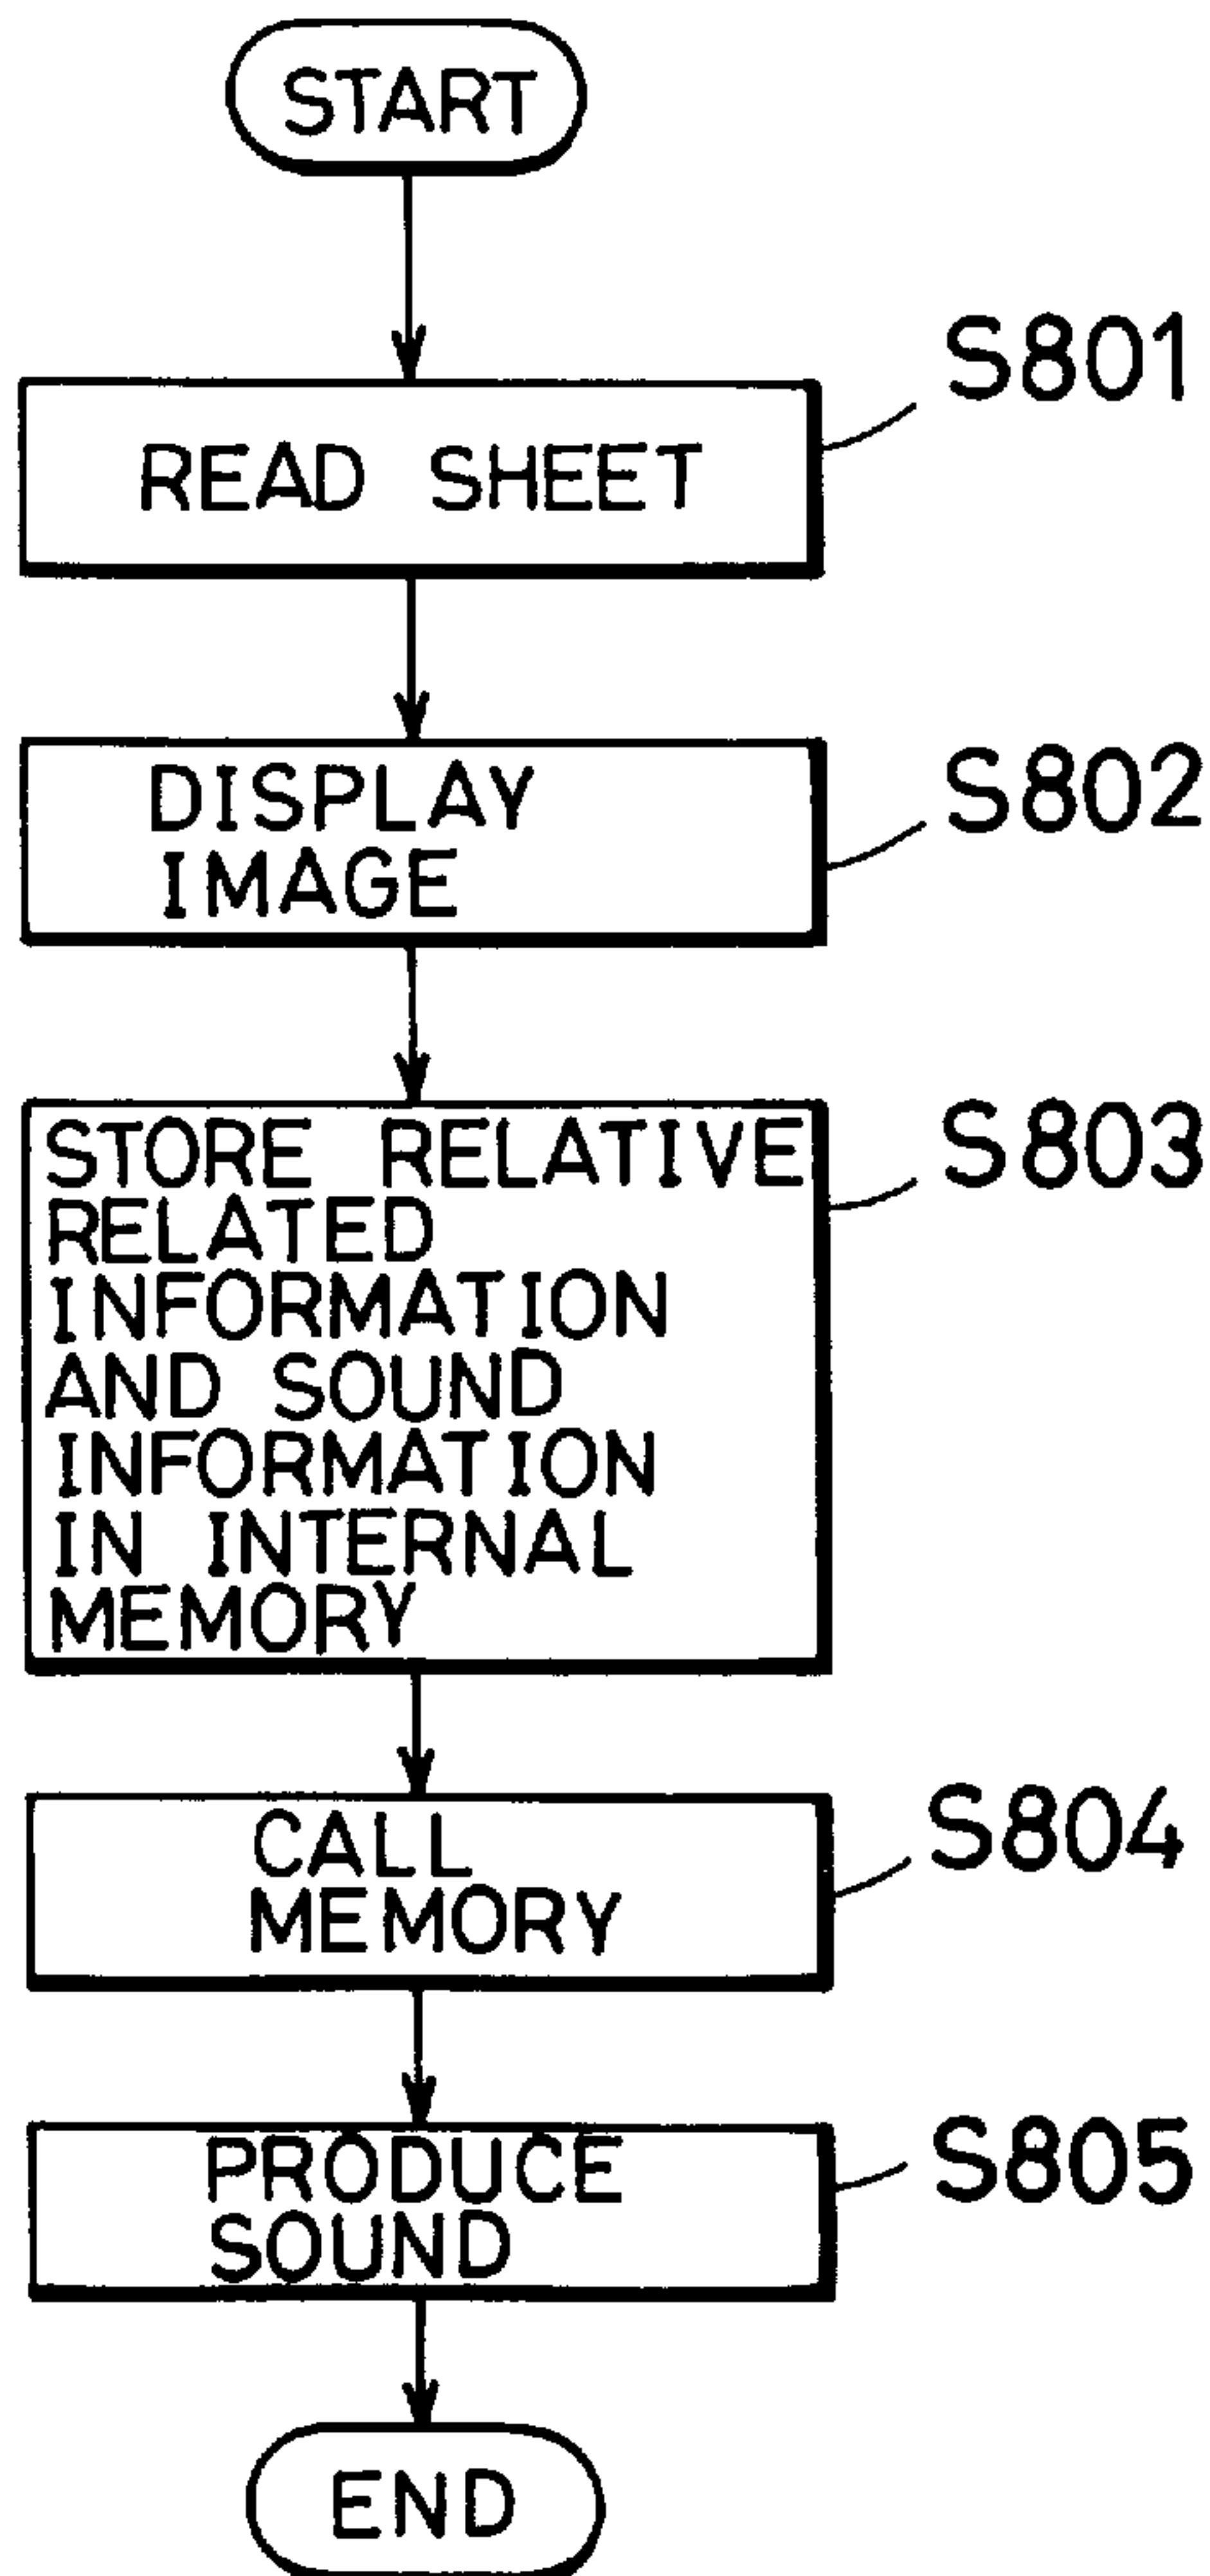 START
S801
READ SHEET
S802
DISPLAY
IMAGE
S803
STORE RELATIVE
RELATED
INFORMATION
AND SOUND
INFORMATION
IN INTERNAL
MEMORY
S804
CALL
MEMORY
S805
PRODUCE
SOUND
END